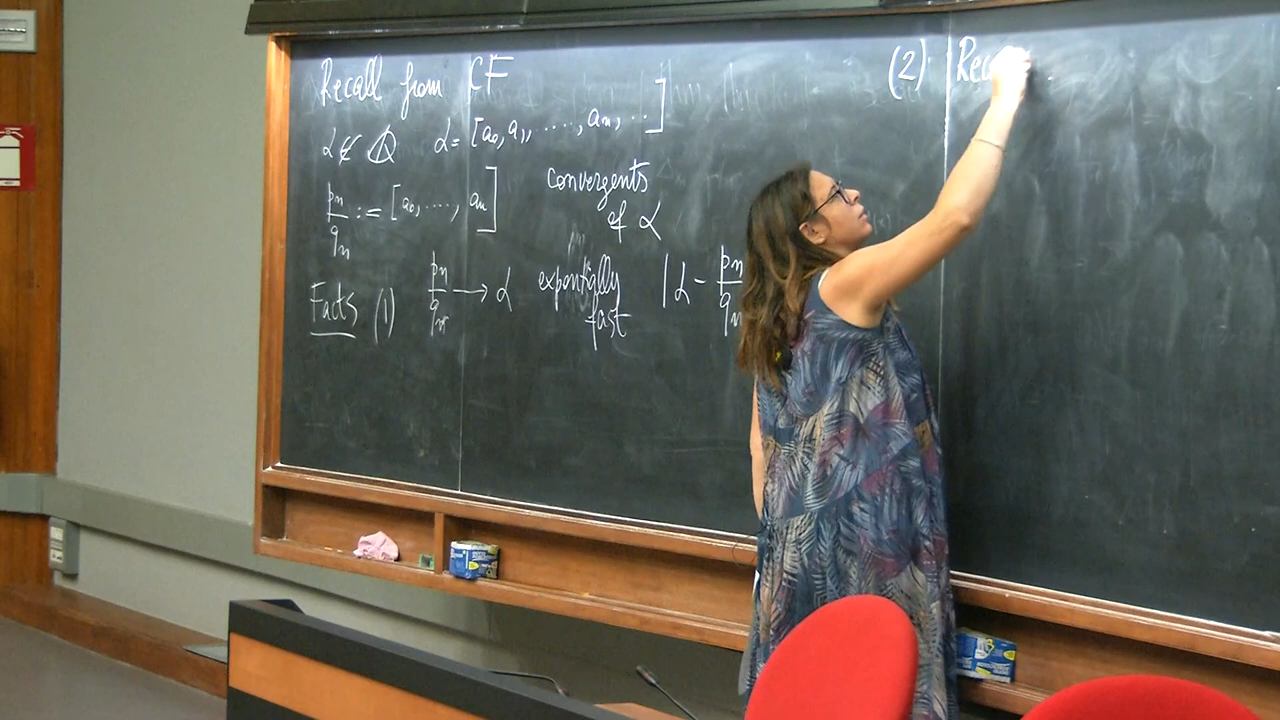 Recall from CF
α ∉ ℚ α = [a₀, a₁, ...., aₙ, ..]
pₙ/qₙ := [a₀, ...., aₙ] convergents of α
Facts (1) pₙ/qₙ → α expontially fast |α - pₙ/qₙ
(2) Rec